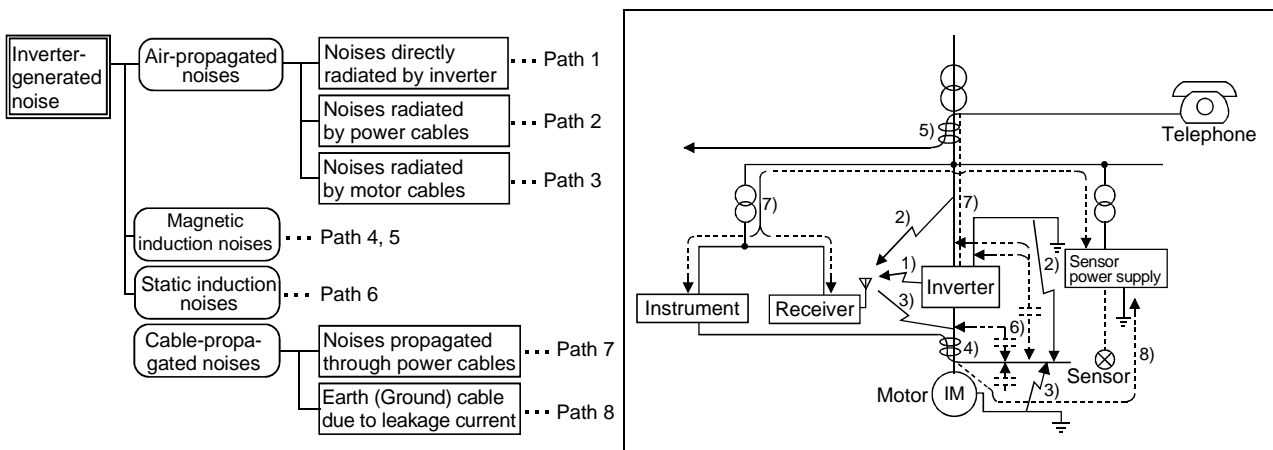 Inverter-
generated
noise
Air-propagated
noises
Noises directly
radiated by inverter
Path 1
Noises radiated
by power cables
Path 2
Noises radiated
by motor cables
Path 3
Magnetic
induction noises
Path 4, 5
Static induction
noises
Path 6
Cable-propa-
gated noises
Noises propagated
through power cables
Path 7
Earth (Ground) cable
due to leakage current
Path 8
Telephone
5)
7)
7)
2)
2)
1)
3)
Instrument
Receiver
Inverter
Sensor
power supply
6)
4)
8)
Sensor
3)
Motor
IM